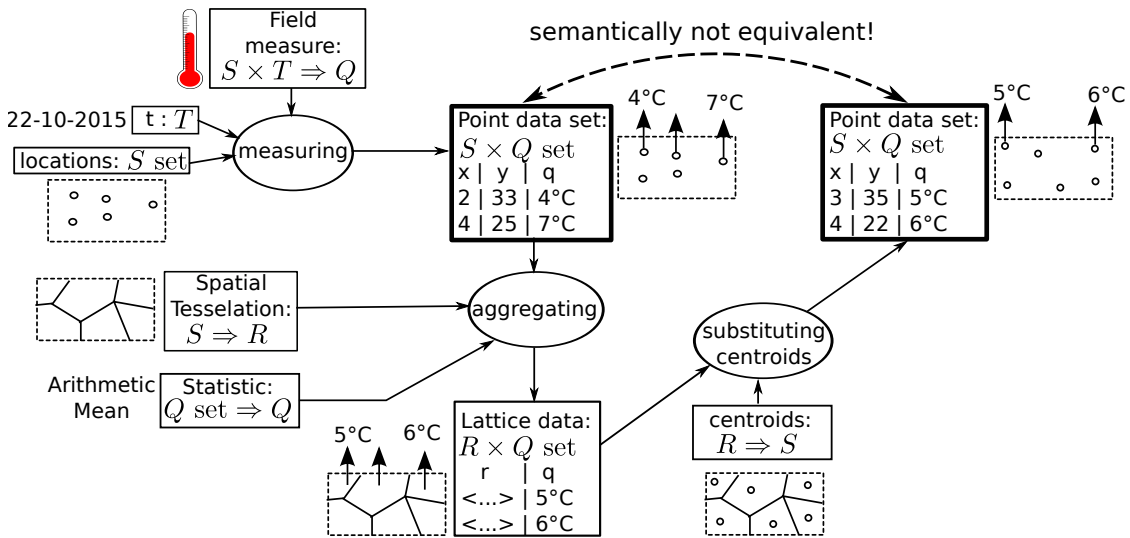 Field
measure:
S × T ⇒ Q
semantically not equivalent!
22-10-2015
t : T
locations: S set
measuring
Point data set:
S × Q set
x | y | q
2 | 33 | 4°C
4 | 25 | 7°C
4°C
7°C
Point data set:
S × Q set
x | y | q
3 | 35 | 5°C
4 | 22 | 6°C
5°C
6°C
Spatial
Tesselation:
S ⇒ R
aggregating
Arithmetic
Mean
Statistic:
Q set ⇒ Q
substituting
centroids
centroids:
R ⇒ S
5°C
6°C
Lattice data:
R × Q set
r | q
<...> | 5°C
<...> | 6°C